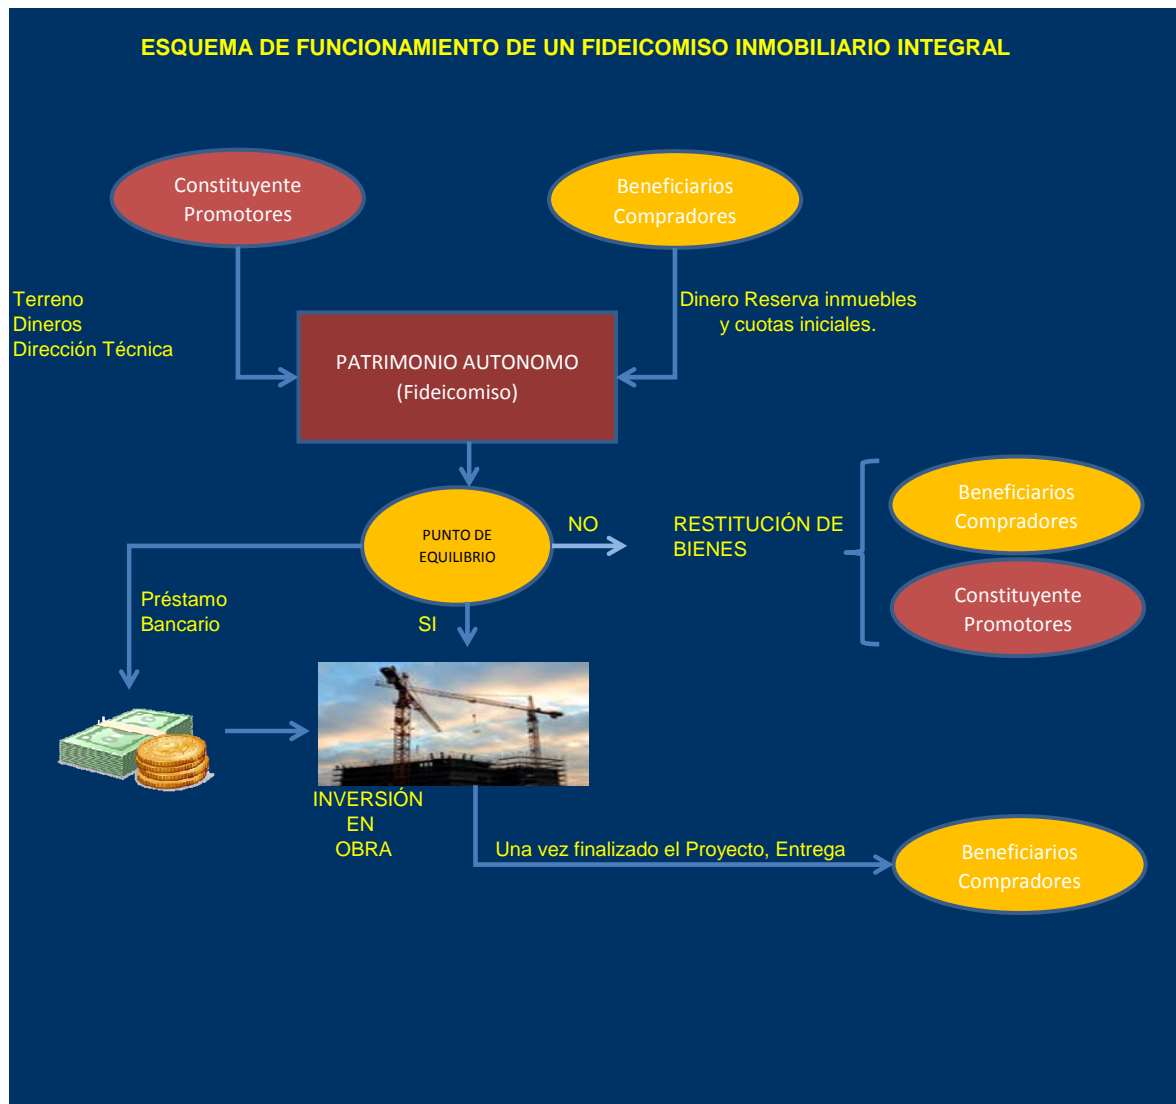 ESQUEMA DE FUNCIONAMIENTO DE UN FIDEICOMISO INMOBILIARIO INTEGRAL
Constituyente
Promotores
Beneficiarios
Compradores
Terreno
Dineros
Dirección Técnica
Dinero Reserva inmuebles
y cuotas iniciales.
PATRIMONIO AUTONOMO
(Fideicomiso)
PUNTO DE
EQUILIBRIO
NO
RESTITUCIÓN DE
BIENES
Beneficiarios
Compradores
Constituyente
Promotores
Préstamo
Bancario
SI
INVERSIÓN
EN
OBRA
Una vez finalizado el Proyecto, Entrega
Beneficiarios
Compradores